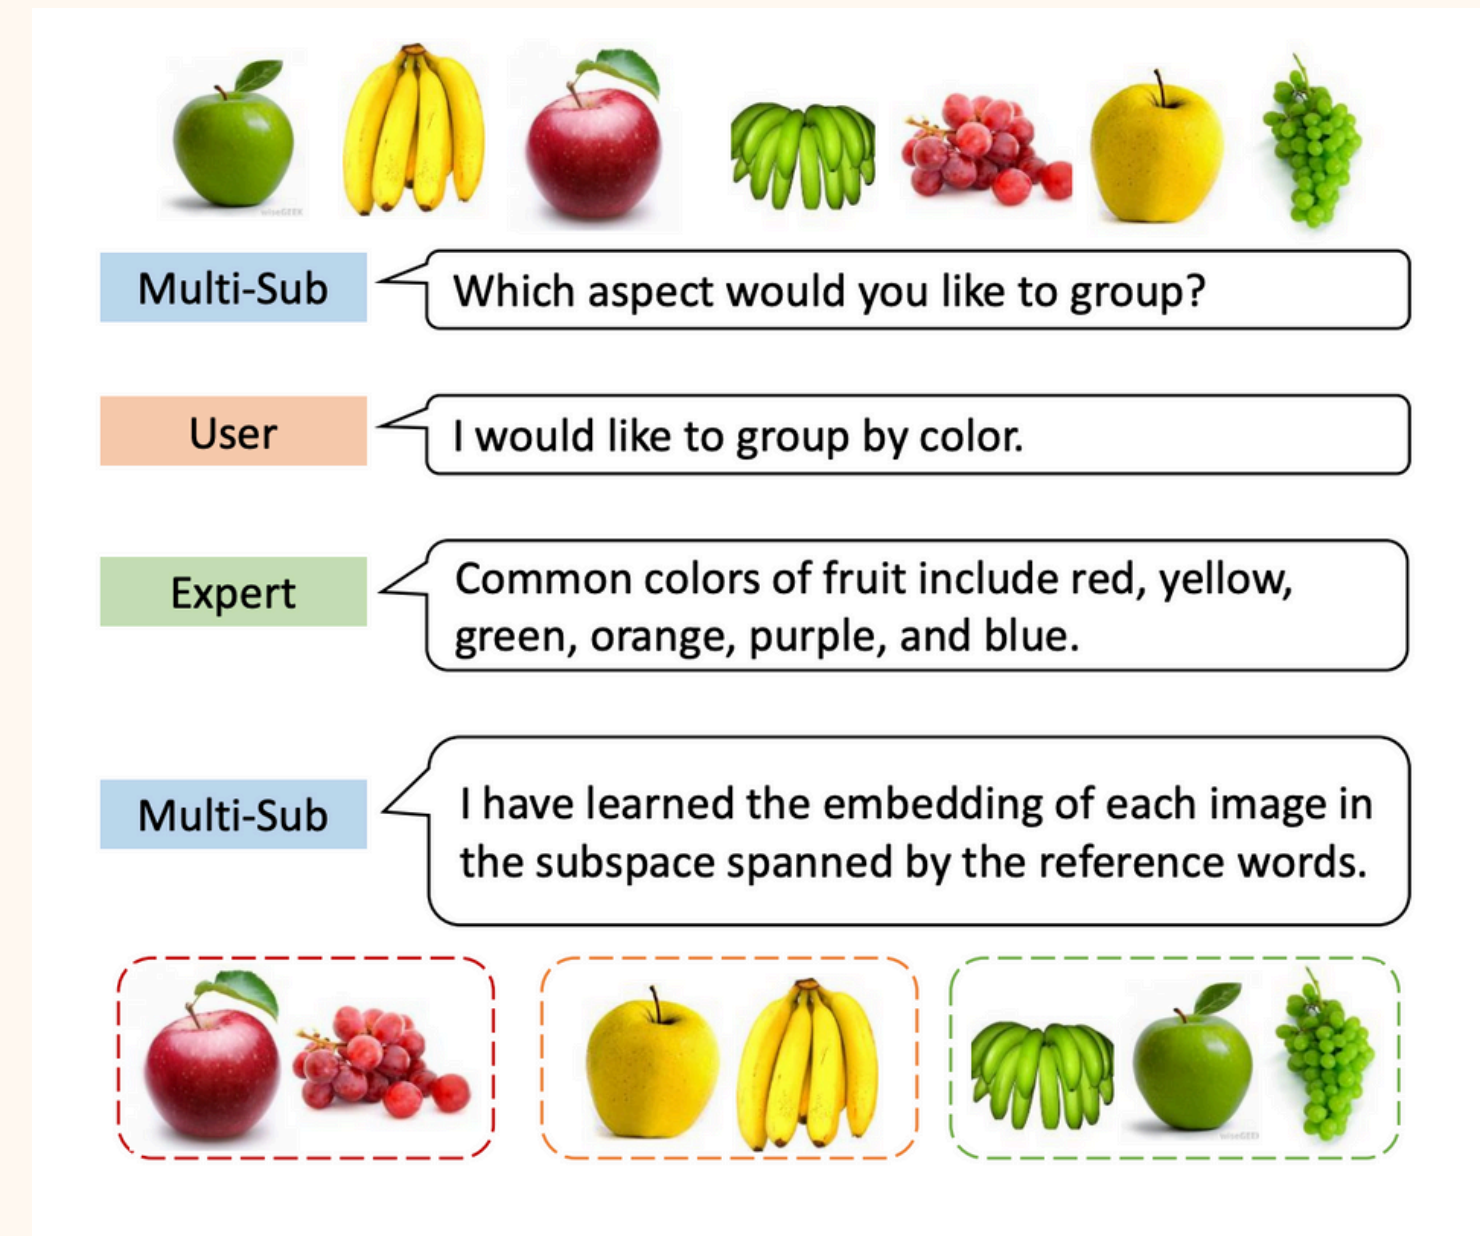 wiseGEEK
Multi-Sub
Which aspect would you like to group?
User
I would like to group by color.
Expert
Common colors of fruit include red, yellow,
green, orange, purple, and blue.
Multi-Sub
I have learned the embedding of each image in
the subspace spanned by the reference words.
wiseGEEK